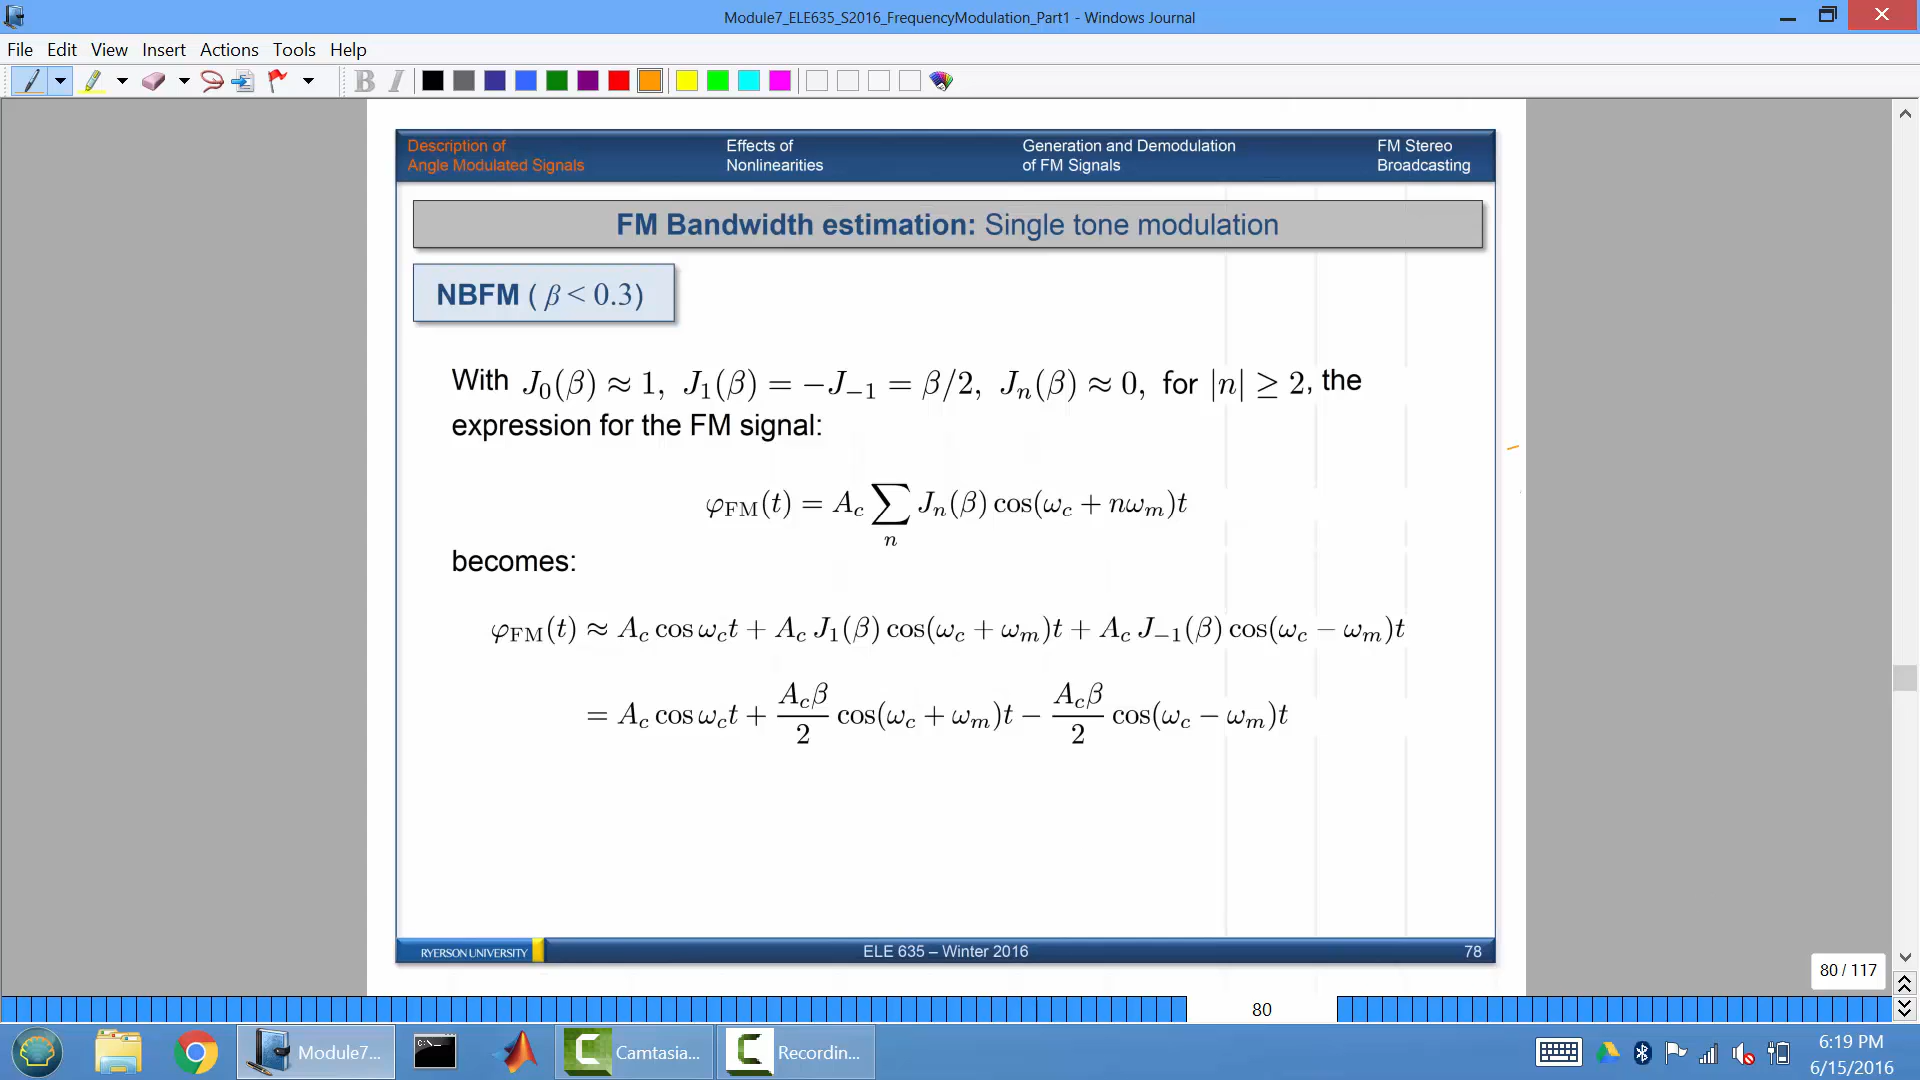 Module7_ELE635_S2016_FrequencyModulation_Part1 - Windows Journal
File Edit View Insert Actions Tools Help
B I
Description of
Angle Modulated Signals
Effects of
Nonlinearities
Generation and Demodulation
of FM Signals
FM Stereo
Broadcasting
FM Bandwidth estimation: Single tone modulation
NBFM ( β < 0.3)
With J₀(β) ≈ 1, J₁(β) = −J₋₁ = β/2, Jₙ(β) ≈ 0, for |n| ≥ 2, the
expression for the FM signal:
φ_FM(t) = A_c ∑_n J_n(β) cos(ω_c + nω_m)t
becomes:
φ_FM(t) ≈ A_c cos ω_c t + A_c J₁(β) cos(ω_c + ω_m)t + A_c J₋₁(β) cos(ω_c − ω_m)t
= A_c cos ω_c t + A_cβ/2 cos(ω_c + ω_m)t − A_cβ/2 cos(ω_c − ω_m)t
RYERSON UNIVERSITY ELE 635 – Winter 2016 78
80 / 117
80
Module7... C:\_ Camtasia... Recordin...
6:19 PM
6/15/2016